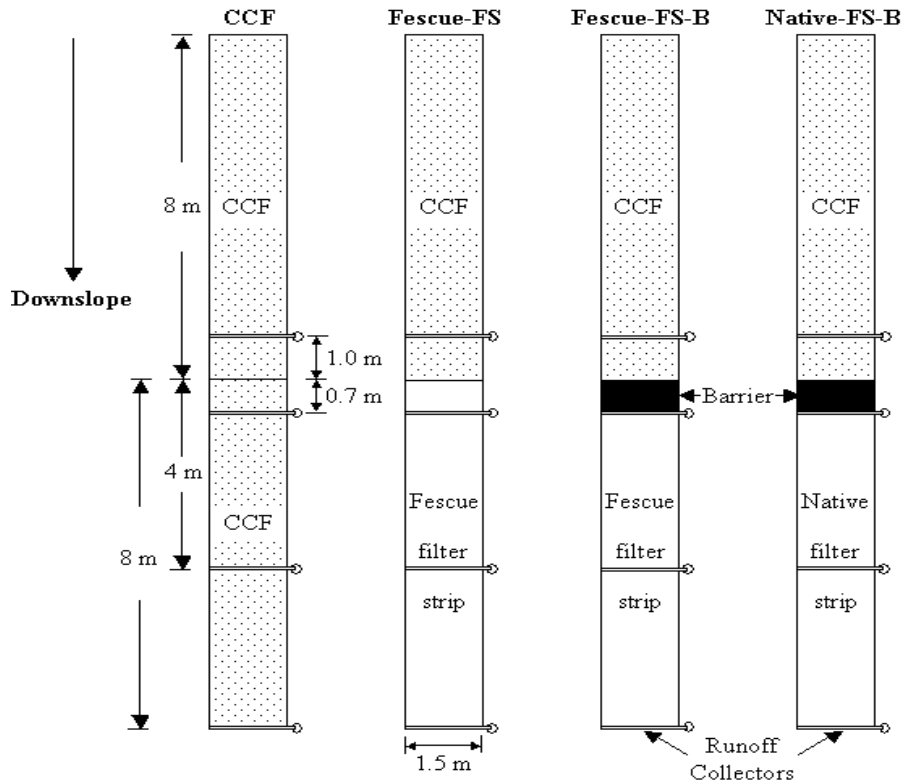 CCF
Fescue-FS
Fescue-FS-B
Native-FS-B
8 m
CCF
CCF
CCF
CCF
Downslope
1.0 m
0.7 m
Barrier
4 m
8 m
CCF
Fescue
filter
strip
Fescue
filter
strip
Native
filter
strip
1.5 m
Runoff
Collectors